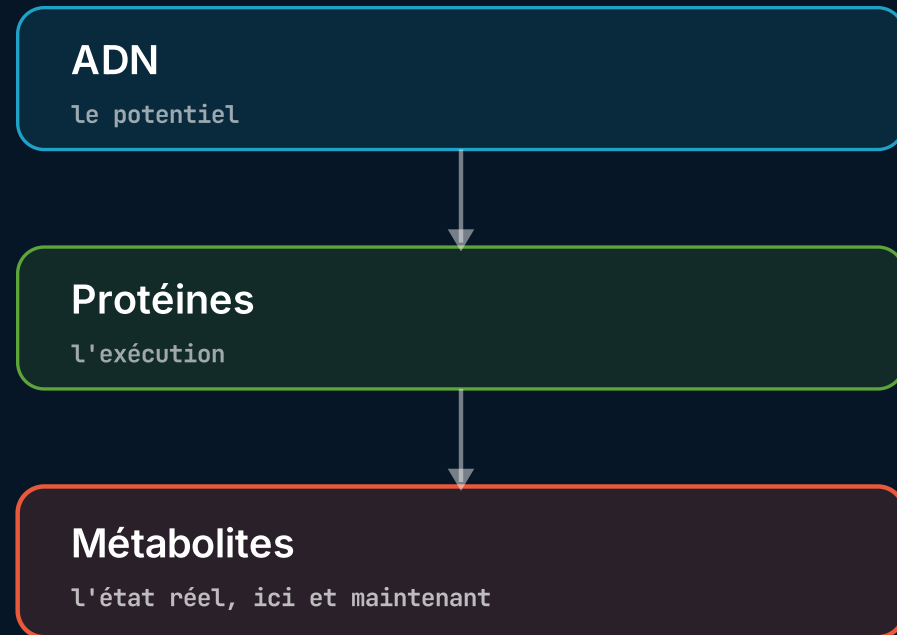 ADN
le potentiel
Protéines
l'exécution
Métabolites
l'état réel, ici et maintenant